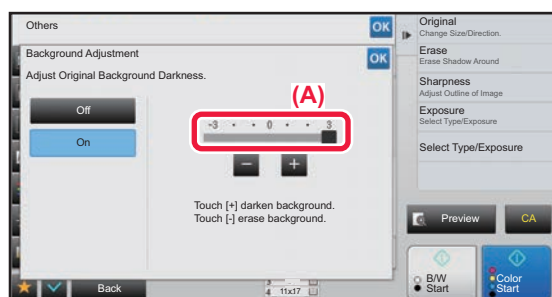 Others
OK
Background Adjustment
OK
Adjust Original Background Darkness.
(A)
Off
On
-3 • • 0 • • 3
− +
Touch [+] darken background.
Touch [-] erase background.
Back
11x17
Original
Change Size/Direction.
Erase
Erase Shadow Around
Sharpness
Adjust Outline of Image
Exposure
Select Type/Exposure
Select Type/Exposure
Preview
CA
B/W
Start
Color
Start